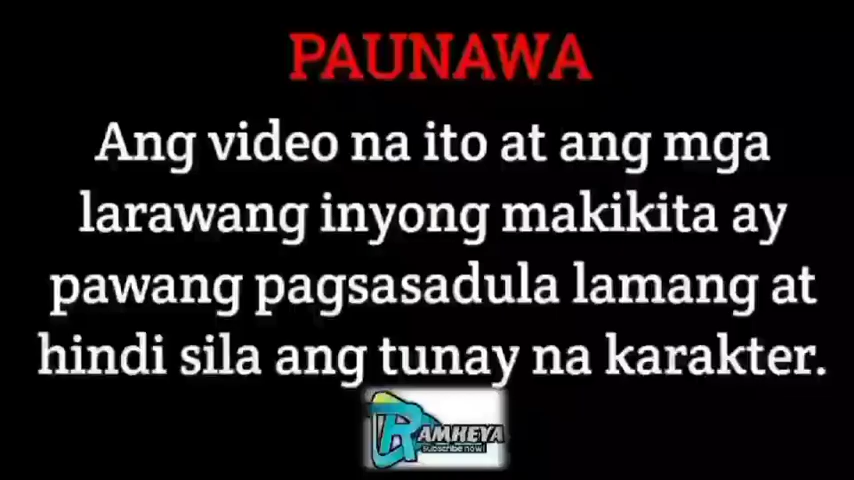 PAUNAWA
Ang video na ito at ang mga
larawang inyong makikita ay
pawang pagsasadula lamang at
hindi sila ang tunay na karakter.
RAMHEYA
Subscribe now!